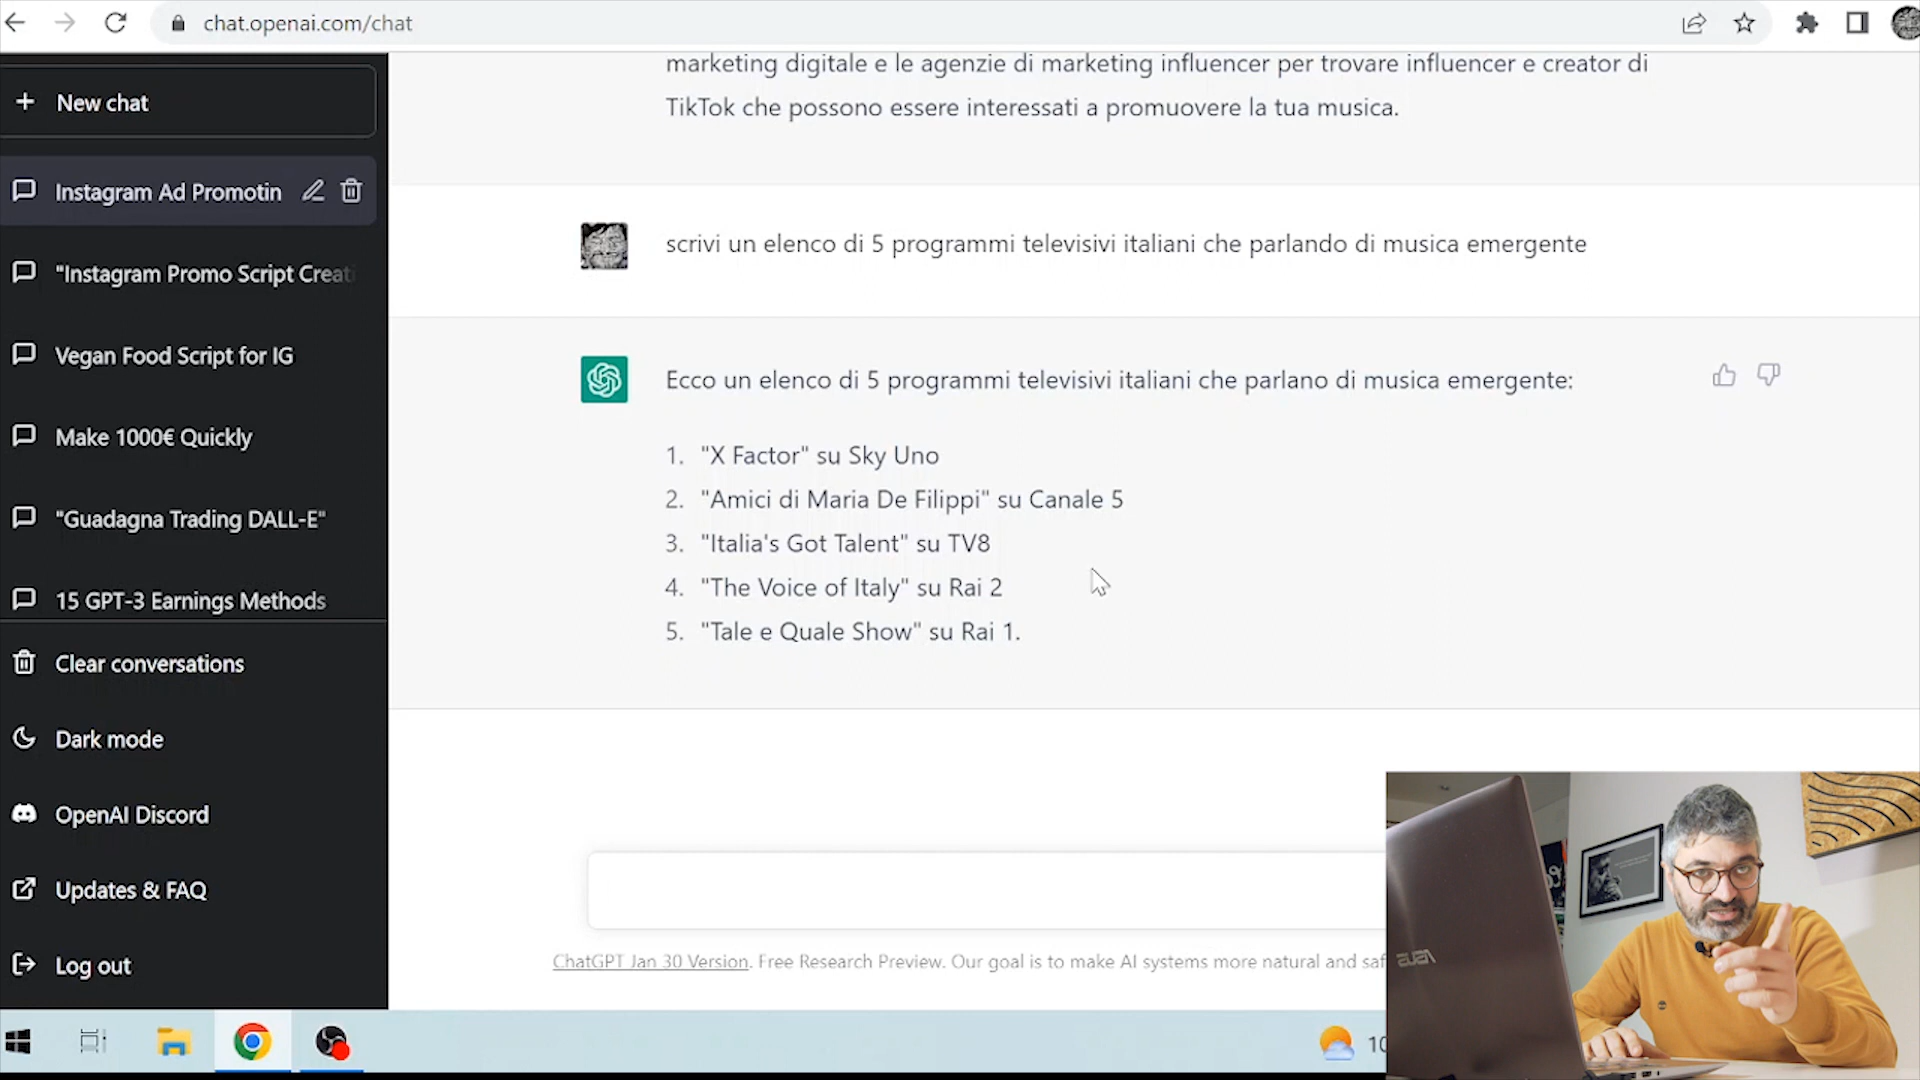 chat.openai.com/chat
New chat
Instagram Ad Promotin
"Instagram Promo Script Creati
Vegan Food Script for IG
Make 1000€ Quickly
"Guadagna Trading DALL-E"
15 GPT-3 Earnings Methods
Clear conversations
Dark mode
OpenAI Discord
Updates & FAQ
Log out
marketing digitale e le agenzie di marketing influencer per trovare influencer e creator di
TikTok che possono essere interessati a promuovere la tua musica.
scrivi un elenco di 5 programmi televisivi italiani che parlando di musica emergente
Ecco un elenco di 5 programmi televisivi italiani che parlano di musica emergente:
1. "X Factor" su Sky Uno
2. "Amici di Maria De Filippi" su Canale 5
3. "Italia's Got Talent" su TV8
4. "The Voice of Italy" su Rai 2
5. "Tale e Quale Show" su Rai 1.
ChatGPT Jan 30 Version. Free Research Preview. Our goal is to make AI systems more natural and saf